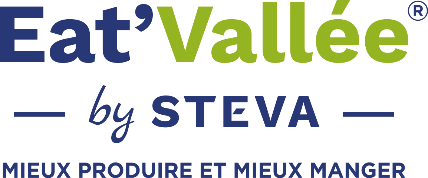 Eat'Vallée®
by STEVA
MIEUX PRODUIRE ET MIEUX MANGER